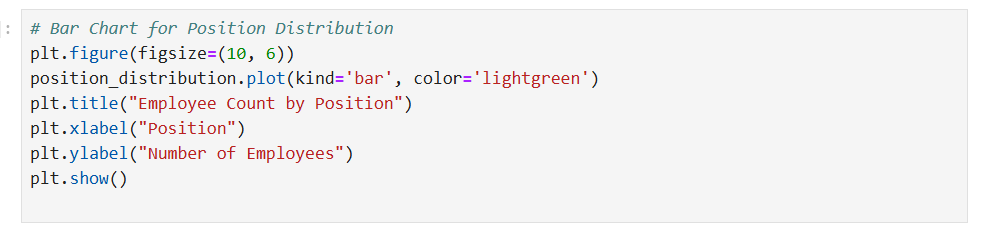 # Bar Chart for Position Distribution
plt.figure(figsize=(10, 6))
position_distribution.plot(kind='bar', color='lightgreen')
plt.title("Employee Count by Position")
plt.xlabel("Position")
plt.ylabel("Number of Employees")
plt.show()